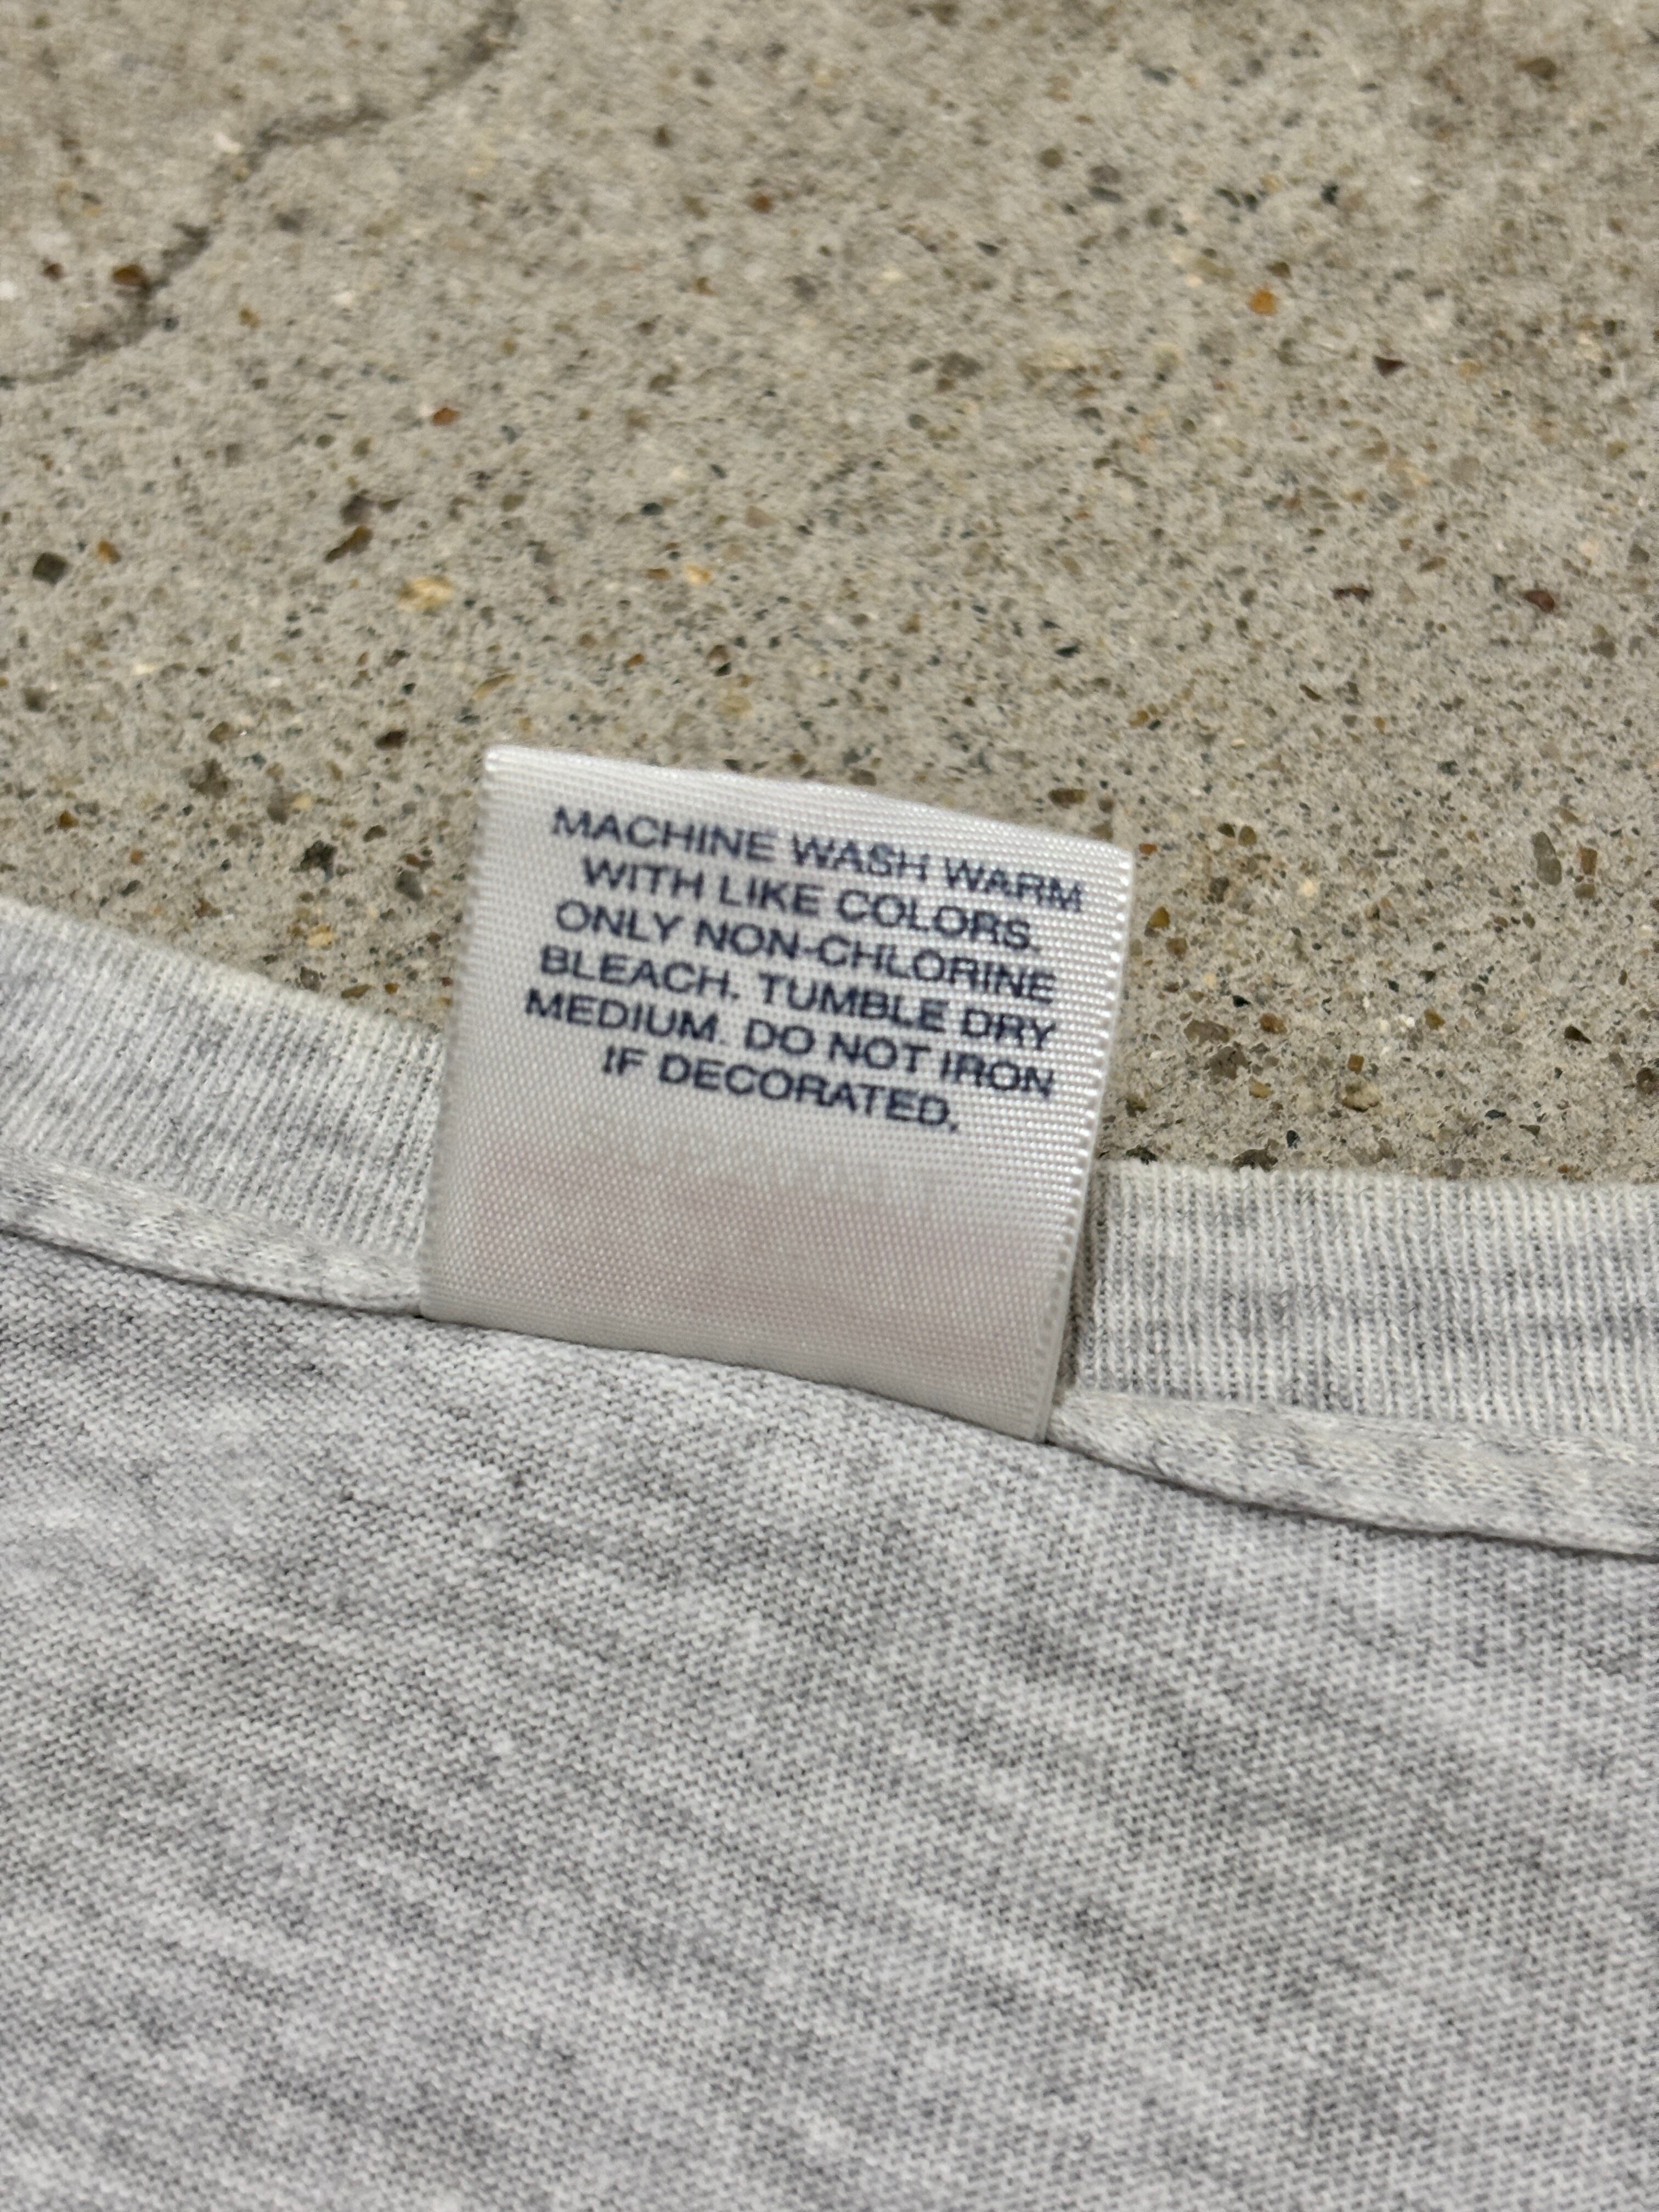 MACHINE WASH WARM
WITH LIKE COLORS.
ONLY NON-CHLORINE
BLEACH. TUMBLE DRY
MEDIUM. DO NOT IRON
IF DECORATED.